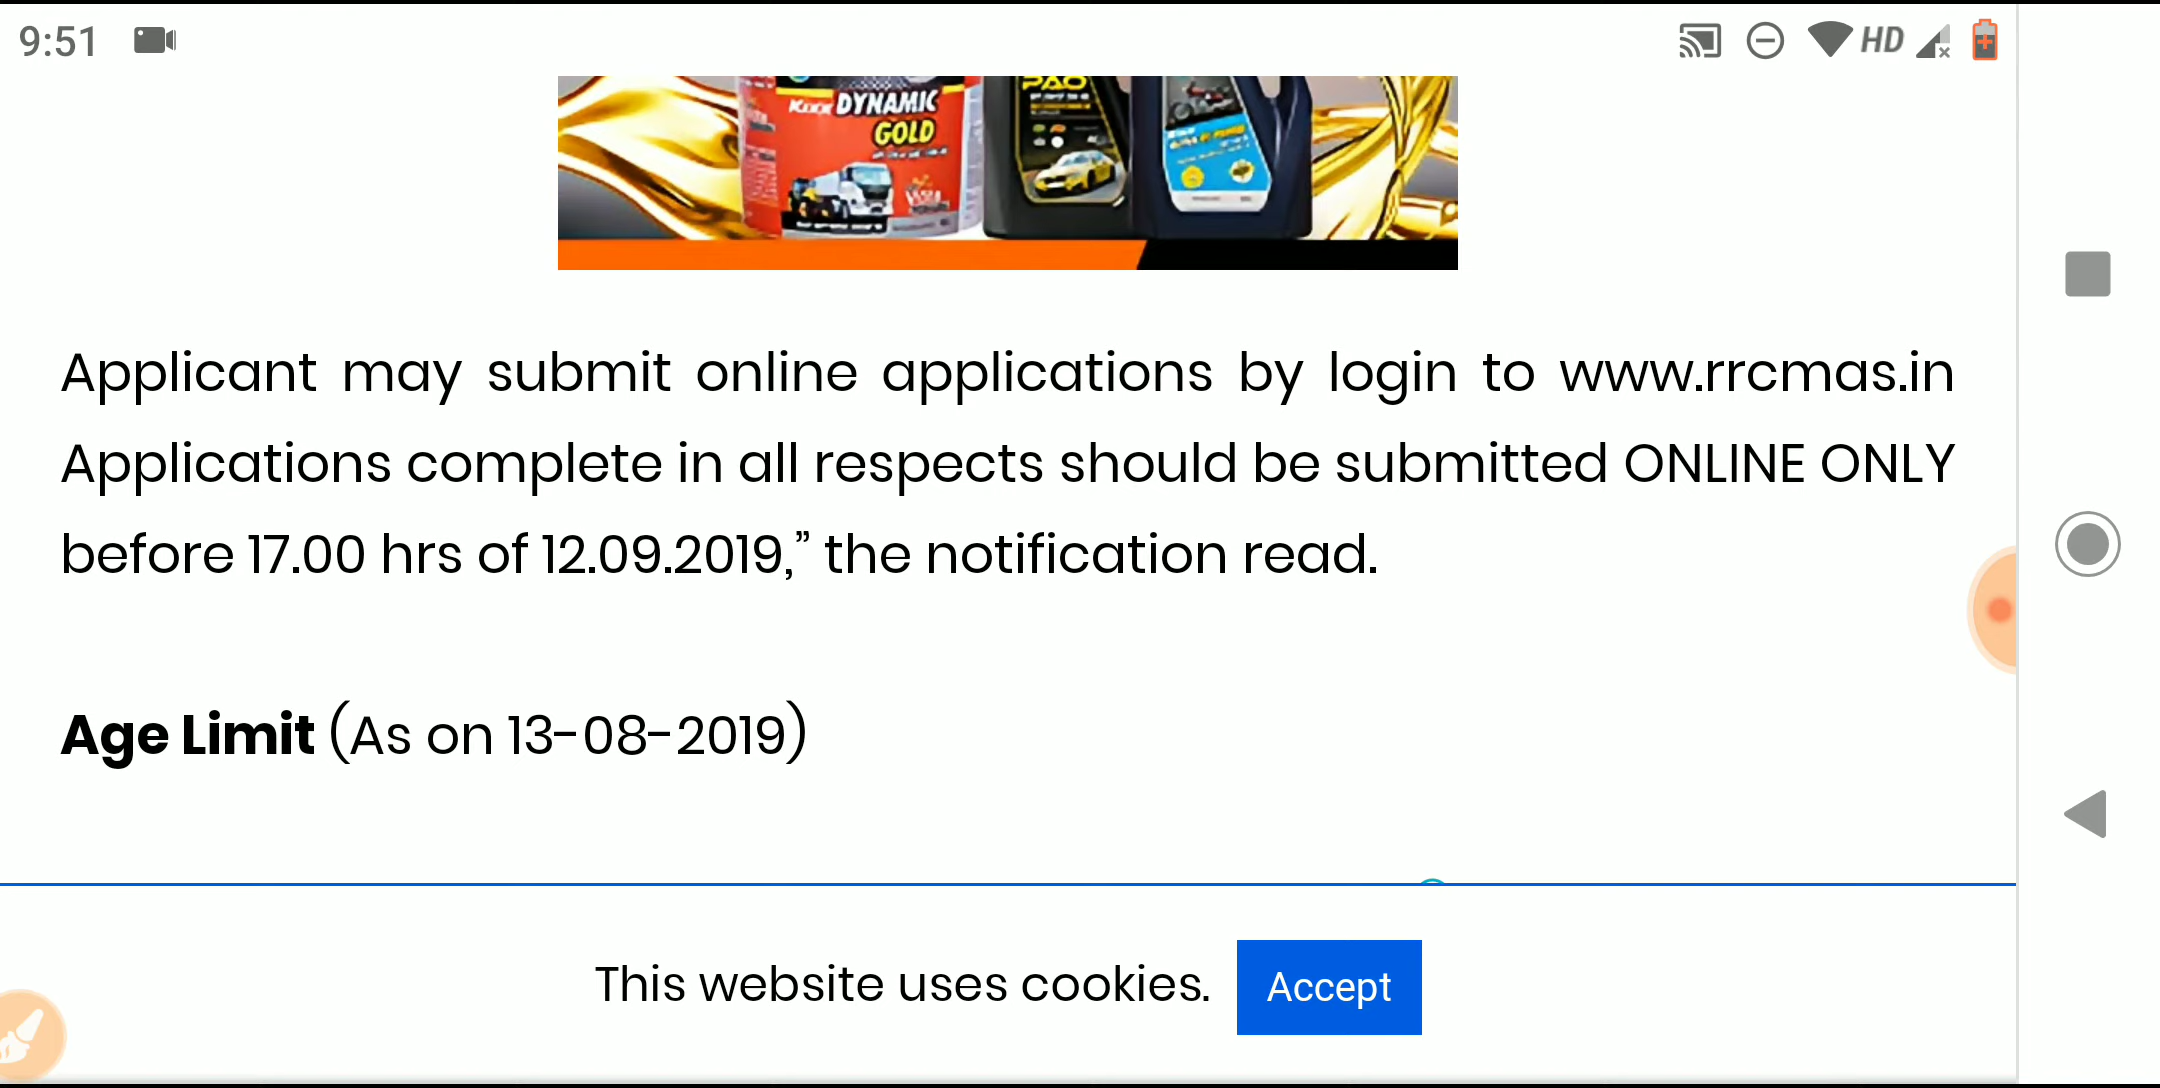 9:51
HD
DYNAMIC
GOLD
PAO
Applicant may submit online applications by login to www.rrcmas.in
Applications complete in all respects should be submitted ONLINE ONLY
before 17.00 hrs of 12.09.2019,” the notification read.
Age Limit (As on 13-08-2019)
This website uses cookies.
Accept